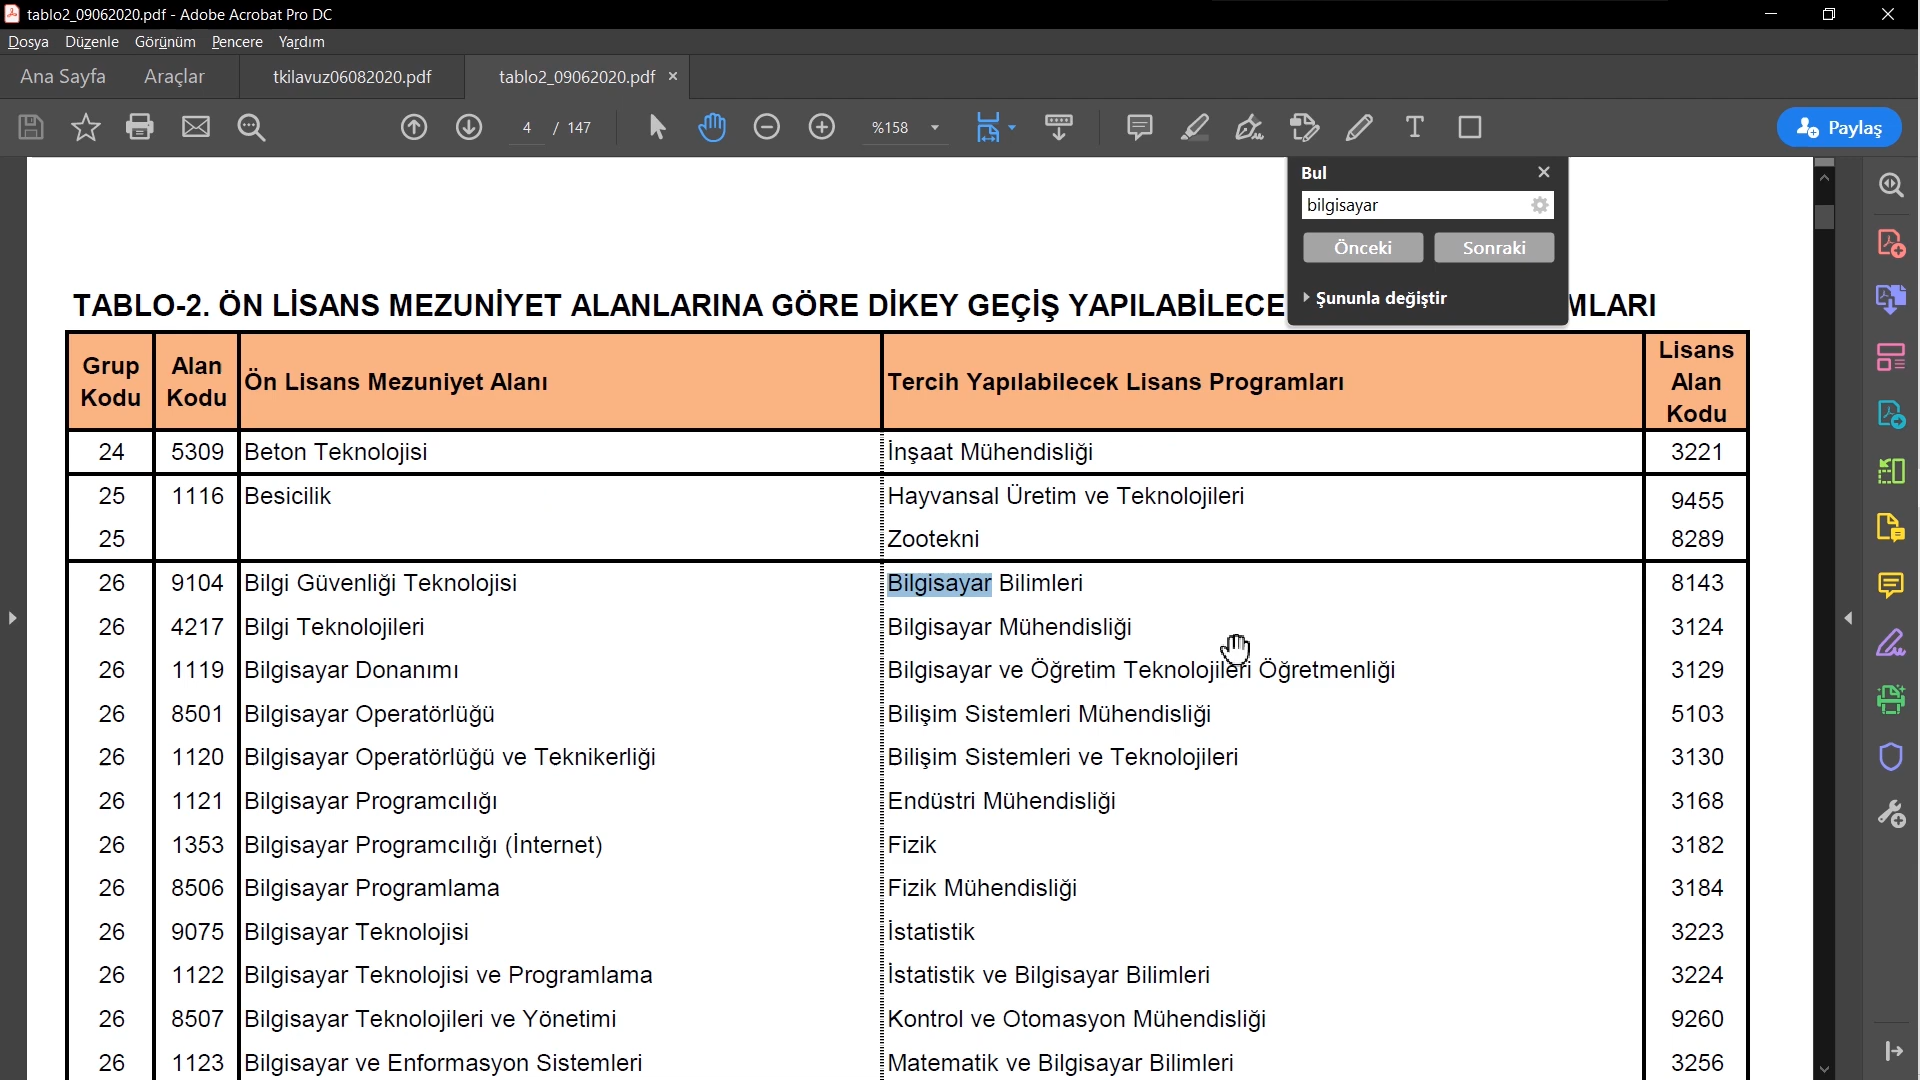 tablo2_09062020.pdf - Adobe Acrobat Pro DC
Dosya Düzenle Görünüm Pencere Yardım
Ana Sayfa Araçlar tkilavuz06082020.pdf tablo2_09062020.pdf ×
4 / 147 %158 T Paylaş
Bul
bilgisayar
Önceki Sonraki
Şununla değiştir
TABLO-2. ÖN LİSANS MEZUNİYET ALANLARINA GÖRE DİKEY GEÇİŞ YAPILABİLECE MLARI
Grup Kodu Alan Kodu Ön Lisans Mezuniyet Alanı Tercih Yapılabilecek Lisans Programları Lisans Alan Kodu
24 5309 Beton Teknolojisi İnşaat Mühendisliği 3221
25 1116 Besicilik Hayvansal Üretim ve Teknolojileri 9455
25 Zootekni 8289
26 9104 Bilgi Güvenliği Teknolojisi Bilgisayar Bilimleri 8143
26 4217 Bilgi Teknolojileri Bilgisayar Mühendisliği 3124
26 1119 Bilgisayar Donanımı Bilgisayar ve Öğretim Teknolojileri Öğretmenliği 3129
26 8501 Bilgisayar Operatörlüğü Bilişim Sistemleri Mühendisliği 5103
26 1120 Bilgisayar Operatörlüğü ve Teknikerliği Bilişim Sistemleri ve Teknolojileri 3130
26 1121 Bilgisayar Programcılığı Endüstri Mühendisliği 3168
26 1353 Bilgisayar Programcılığı (İnternet) Fizik 3182
26 8506 Bilgisayar Programlama Fizik Mühendisliği 3184
26 9075 Bilgisayar Teknolojisi İstatistik 3223
26 1122 Bilgisayar Teknolojisi ve Programlama İstatistik ve Bilgisayar Bilimleri 3224
26 8507 Bilgisayar Teknolojileri ve Yönetimi Kontrol ve Otomasyon Mühendisliği 9260
26 1123 Bilgisayar ve Enformasyon Sistemleri Matematik ve Bilgisayar Bilimleri 3256